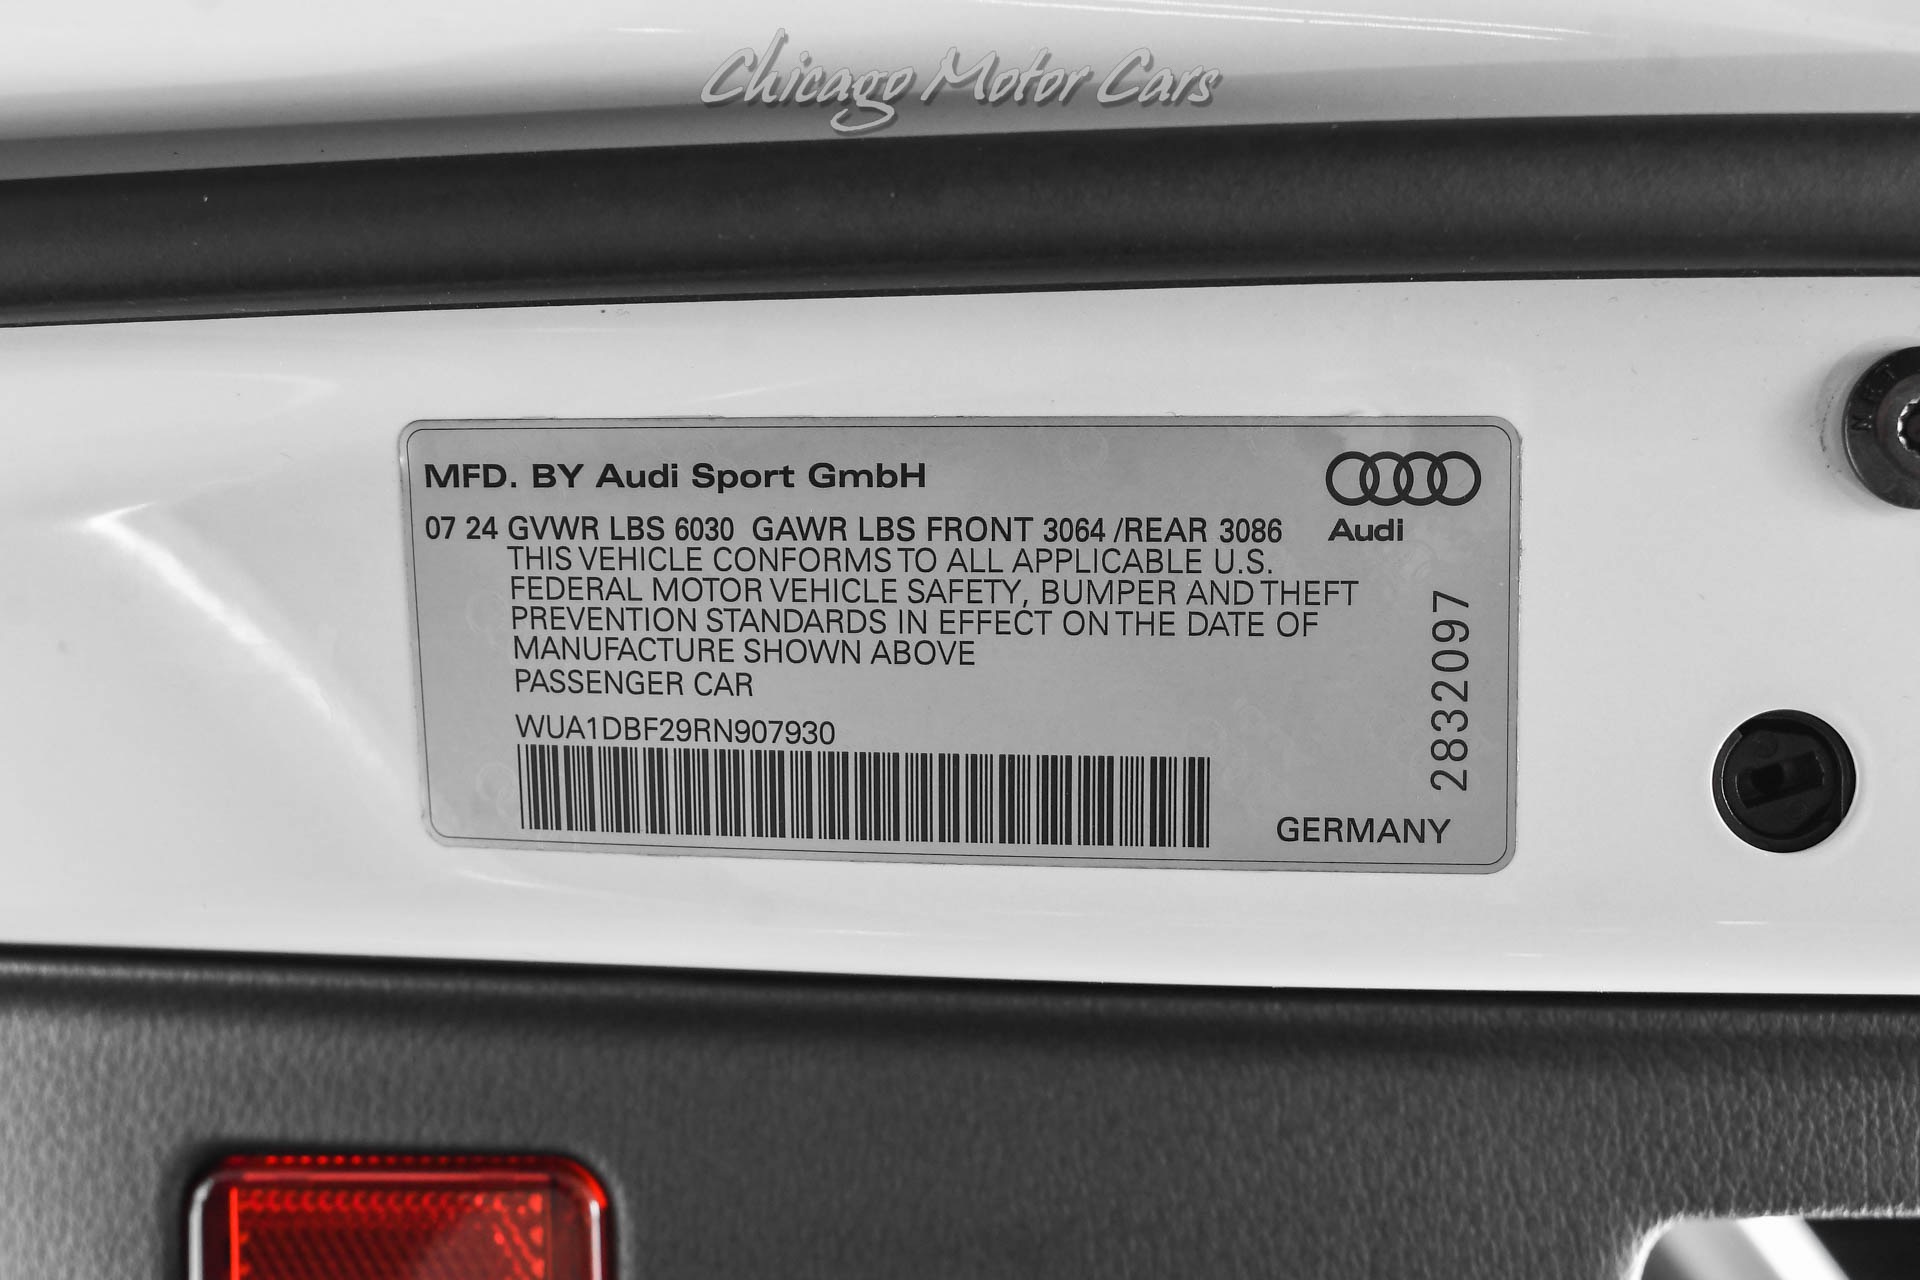 Chicago Motor Cars
MFD. BY Audi Sport GmbH
Audi
07 24 GVWR LBS 6030 GAWR LBS FRONT 3064 /REAR 3086
THIS VEHICLE CONFORMS TO ALL APPLICABLE U.S.
FEDERAL MOTOR VEHICLE SAFETY, BUMPER AND THEFT
PREVENTION STANDARDS IN EFFECT ON THE DATE OF
MANUFACTURE SHOWN ABOVE
PASSENGER CAR
WUA1DBF29RN907930
2832097
GERMANY